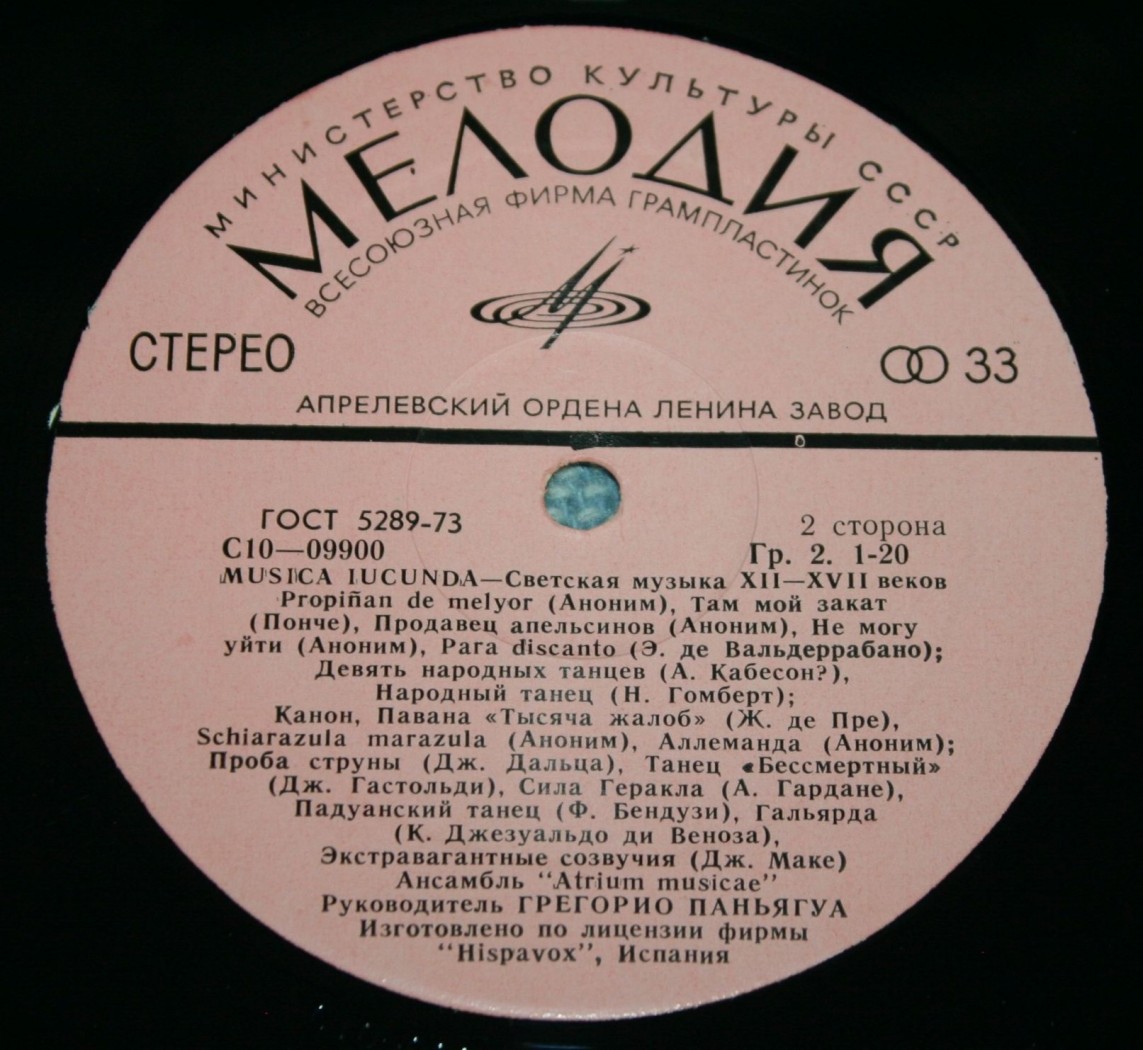 МИНИСТЕРСТВО КУЛЬТУРЫ СССР
МЕЛОДИЯ
ВСЕСОЮЗНАЯ ФИРМА ГРАМПЛАСТИНОК
СТЕРЕО
33
АПРЕЛЕВСКИЙ ОРДЕНА ЛЕНИНА ЗАВОД
ГОСТ 5289-73
2 сторона
С10—09900
Гр. 2. 1-20
MUSICA IUCUNDA—Светская музыка XII—XVII веков
Propiñan de melyor (Аноним), Там мой закат
(Понче), Продавец апельсинов (Аноним), Не могу
уйти (Аноним), Para discanto (Э. де Вальдеррабано);
Девять народных танцев (А. Кабесон?),
Народный танец (Н. Гомберт);
Канон, Павана «Тысяча жалоб» (Ж. де Пре),
Schiarazula marazula (Аноним), Аллеманда (Аноним);
Проба струны (Дж. Дальца), Танец «Бессмертный»
(Дж. Гастольди), Сила Геракла (А. Гардане),
Падуанский танец (Ф. Бендузи), Гальярда
(К. Джезуальдо ди Веноза),
Экстравагантные созвучия (Дж. Маке)
Ансамбль “Atrium musicae”
Руководитель ГРЕГОРИО ПАНЬЯГУА
Изготовлено по лицензии фирмы
“Hispavox”, Испания